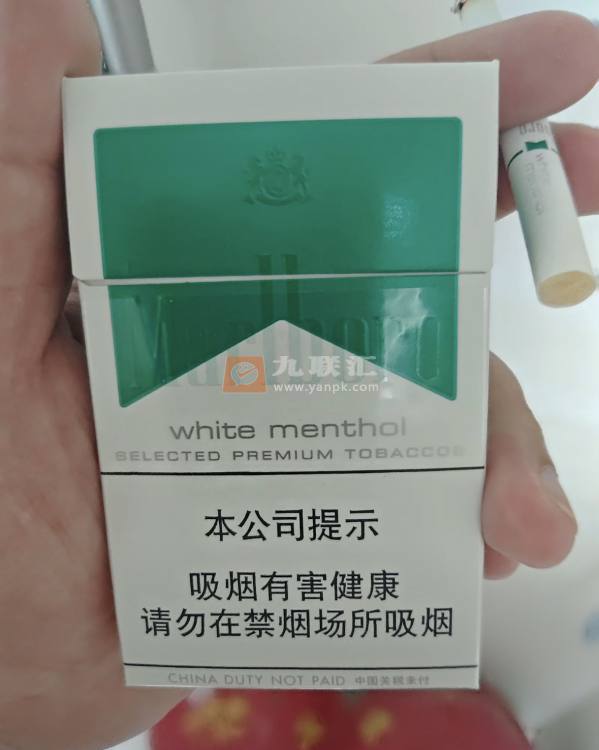 Marlboro
九联汇
www.yanpk.com
white menthol
SELECTED PREMIUM TOBACCOS
本公司提示
吸烟有害健康
请勿在禁烟场所吸烟
CHINA DUTY NOT PAID 中国关税未付